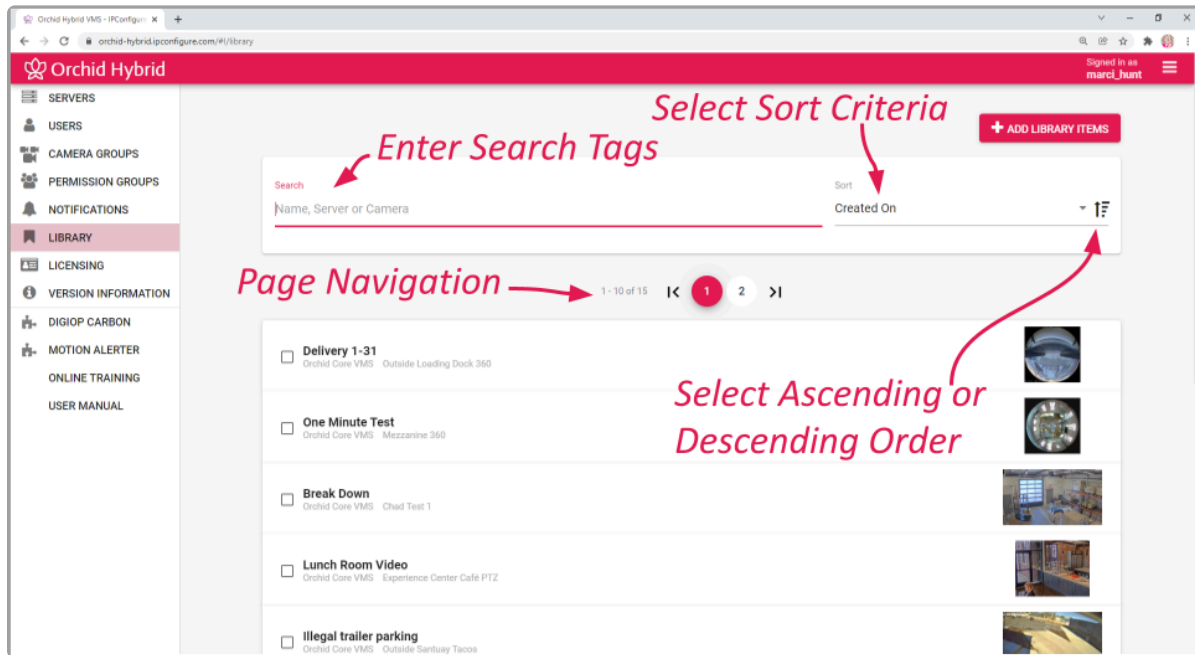 Orchid Hybrid VMS - IPConfigure
orchid-hybrid.ipconfigure.com/#!/library
Orchid Hybrid
Signed in as
marci_hunt
SERVERS
USERS
CAMERA GROUPS
PERMISSION GROUPS
NOTIFICATIONS
LIBRARY
LICENSING
VERSION INFORMATION
DIGIOP CARBON
MOTION ALERTER
ONLINE TRAINING
USER MANUAL
Select Sort Criteria
ADD LIBRARY ITEMS
Enter Search Tags
Search
Name, Server or Camera
Sort
Created On
Page Navigation
1 - 10 of 15 1 2
Delivery 1-31
Orchid Core VMS Outside Loading Dock 360
Select Ascending or
Descending Order
One Minute Test
Orchid Core VMS Mezzanine 360
Break Down
Orchid Core VMS Chad Test 1
Lunch Room Video
Orchid Core VMS Experience Center Café PTZ
Illegal trailer parking
Orchid Core VMS Outside Santuay Tacos